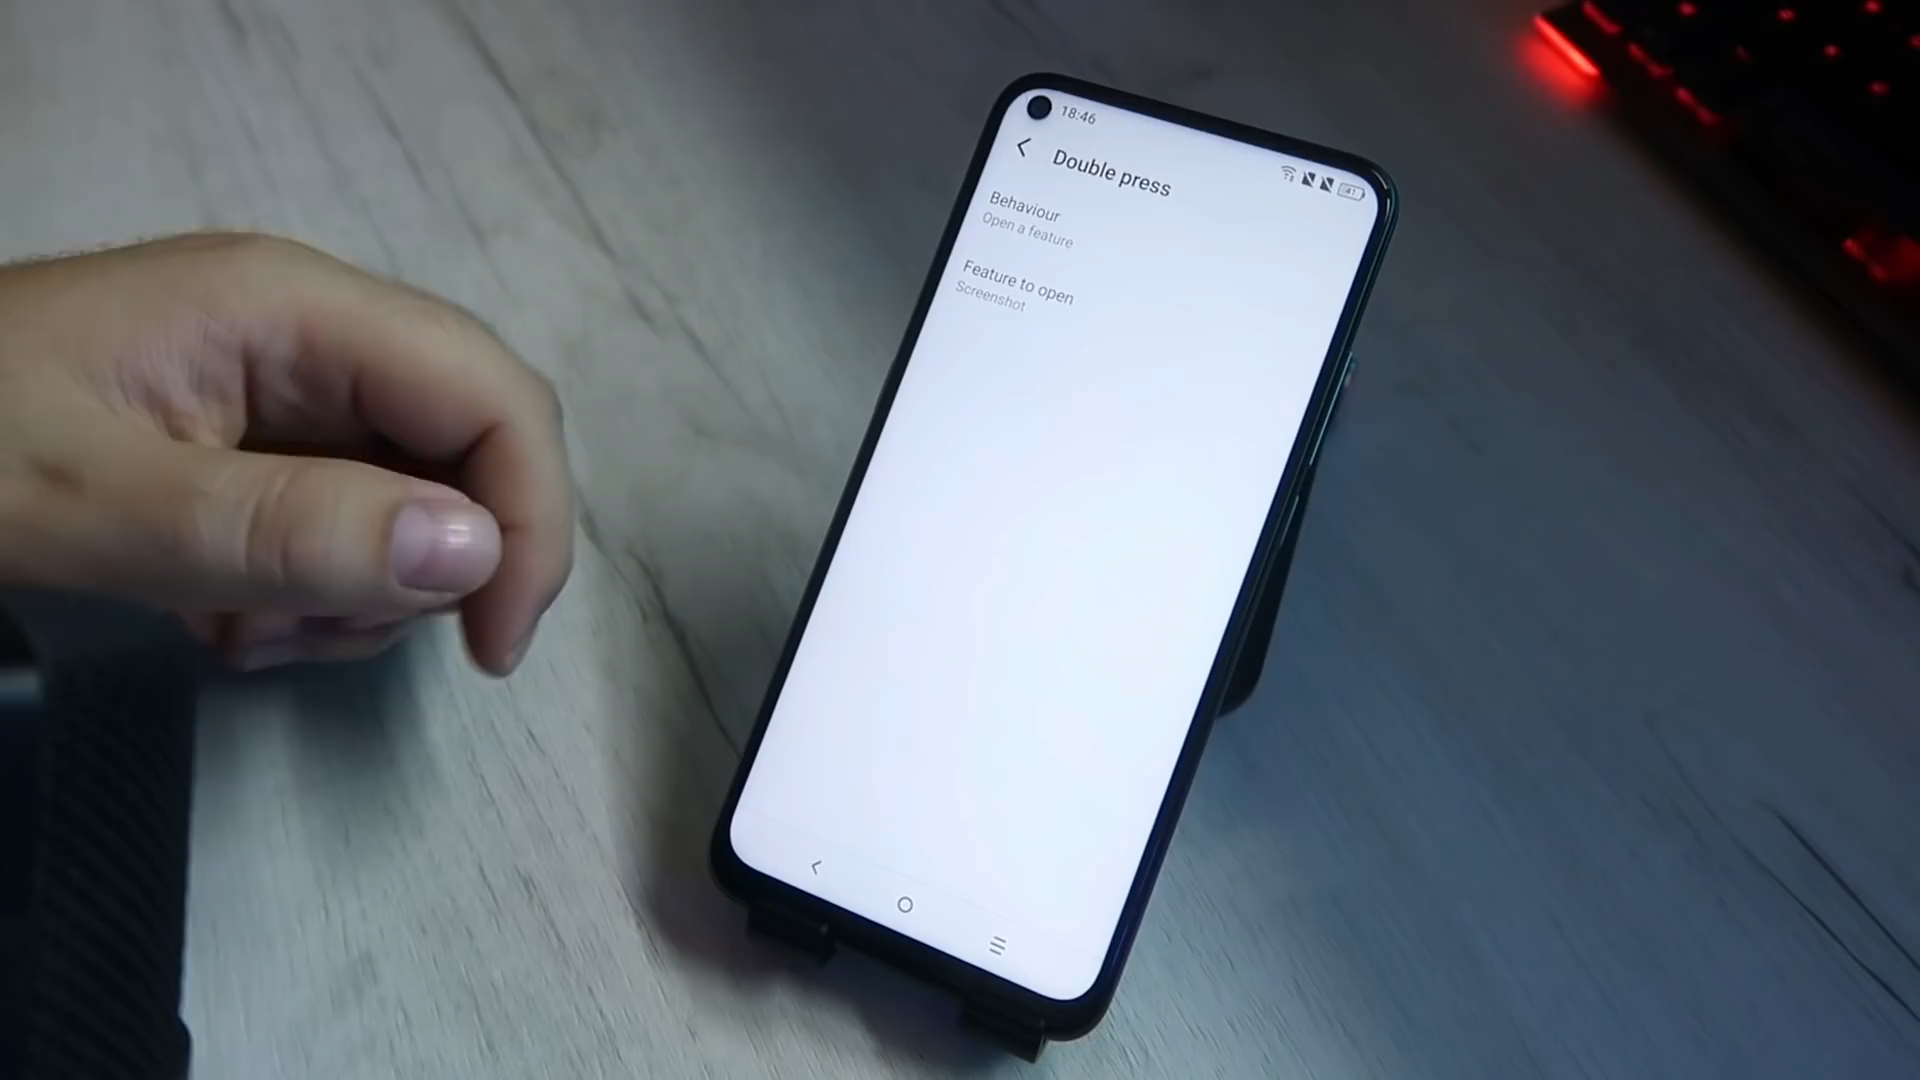 18:46
Double press
Behaviour
Open a feature
Feature to open
Screenshot